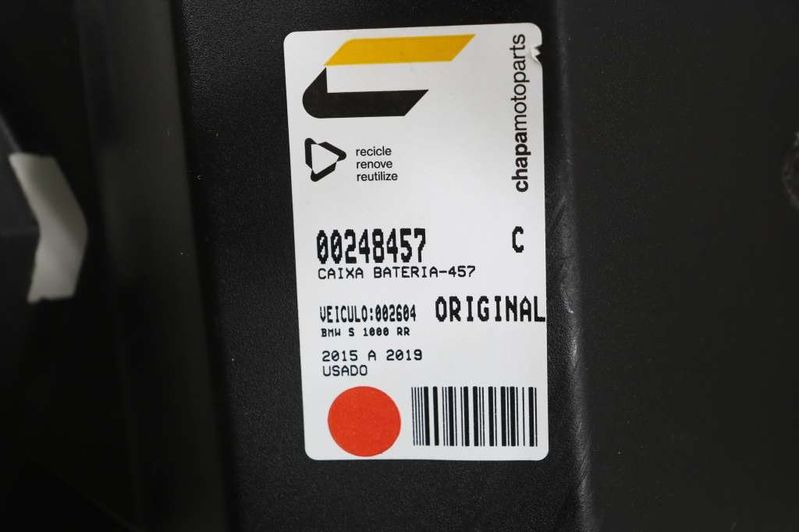 chapamotoparts
recicle
renove
reutilize
00248457 C
CAIXA BATERIA-457
VEICULO:002604 ORIGINAL
BMW S 1000 RR
2015 A 2019
USADO